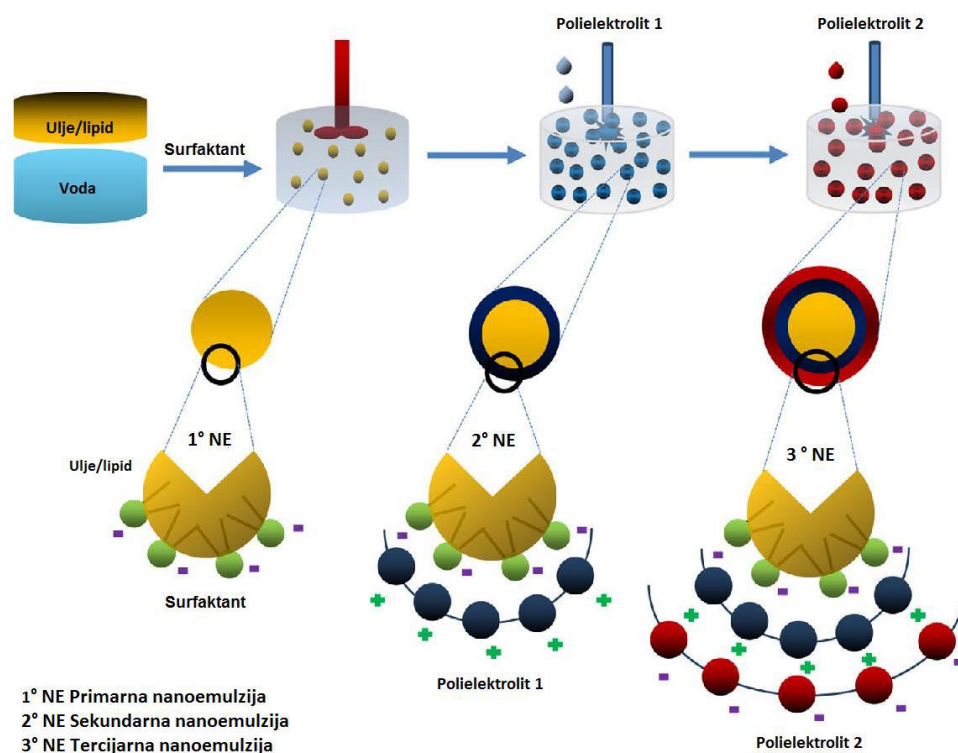 Polielektrolit 1
Polielektrolit 2
Ulje/lipid
Surfaktant
Voda
1° NE
2° NE
3 ° NE
Ulje/lipid
Surfaktant
Polielektrolit 1
Polielektrolit 2
1° NE Primarna nanoemulzija
2° NE Sekundarna nanoemulzija
3° NE Tercijarna nanoemulzija